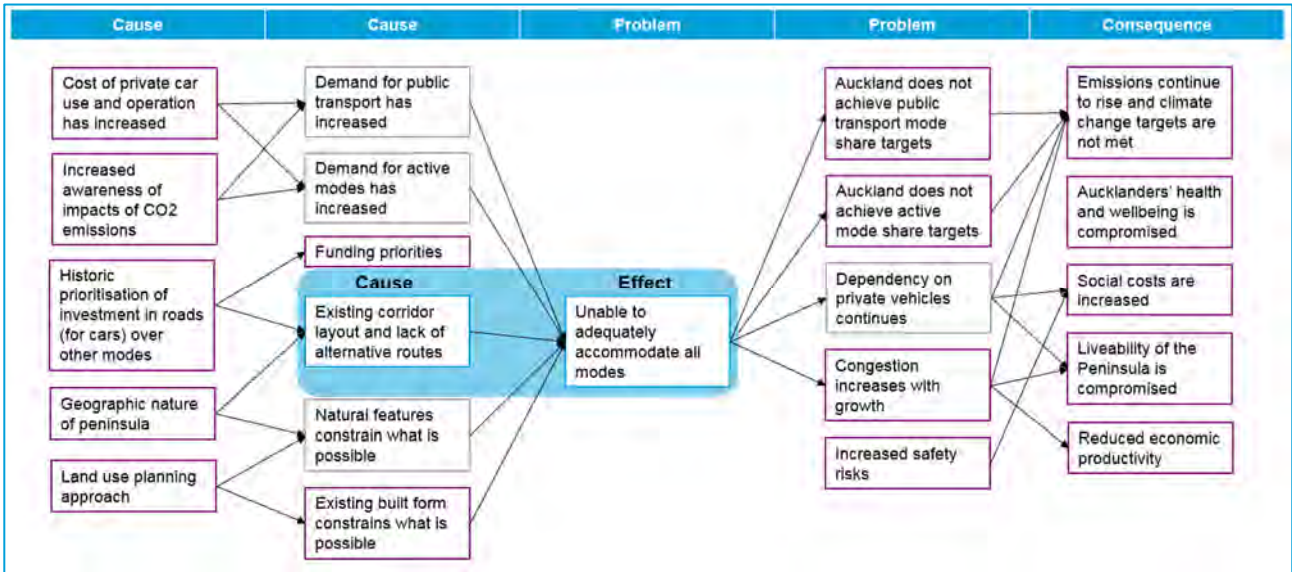 Cause
Cause
Problem
Problem
Consequence
Cost of private car
use and operation
has increased
Increased
awareness of
impacts of CO2
emissions
Historic
prioritisation of
investment in roads
(for cars) over
other modes
Geographic nature
of peninsula
Land use planning
approach
Demand for public
transport has
increased
Demand for active
modes has
increased
Funding priorities
Cause
Existing corridor
layout and lack of
alternative routes
Natural features
constrain what is
possible
Existing built form
constrains what is
possible
Effect
Unable to
adequately
accommodate all
modes
Auckland does not
achieve public
transport mode
share targets
Auckland does not
achieve active
mode share targets
Dependency on
private vehicles
continues
Congestion
increases with
growth
Increased safety
risks
Emissions continue
to rise and climate
change targets are
not met
Aucklanders' health
and wellbeing is
compromised
Social costs are
increased
Liveability of the
Peninsula is
compromised
Reduced economic
productivity